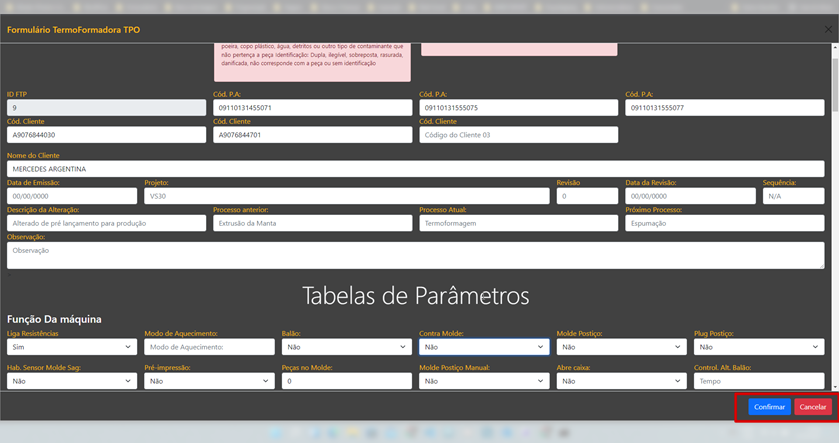 Formulário TermoFormadora TPO
poeira, copo plástico, água; detritos ou outro tipo de contaminante que
não pertença a peça Identificação: Dupla, ilegível, sobreposta, rasurada,
danificada, não corresponde com a peça ou sem identificação
ID FTP Cód. P.A: Cód. P.A: Cód. P.A:
9 09110131455071 09110131555075 09110131555077
Cód. Cliente Cód. Cliente Cód. Cliente
A9076844030 A9076844701 Código do Cliente 03
Nome do Cliente
MERCEDES ARGENTINA
Data de Emissão: Projeto: Revisão Data da Revisão: Sequência:
00/00/0000 VS30 0 00/00/0000 N/A
Descrição da Alteração: Processo anterior: Processo Atual: Próximo Processo:
Alterado de pré lançamento para produção Extrusão da Manta Termoformagem Espumação
Observação:
Observação
Tabelas de Parâmetros
Função Da máquina
Liga Resistências Modo de Aquecimento: Balão: Contra Molde: Molde Postiço: Plug Postiço:
Sim Modo de Aquecimento: Não Não Não Não
Hab. Sensor Molde Sag: Pré-impressão: Peças no Molde: Molde Postiço Manual: Abre caixa: Control. Alt. Balão:
Não Não 0 Não Não Tempo
Confirmar Cancelar